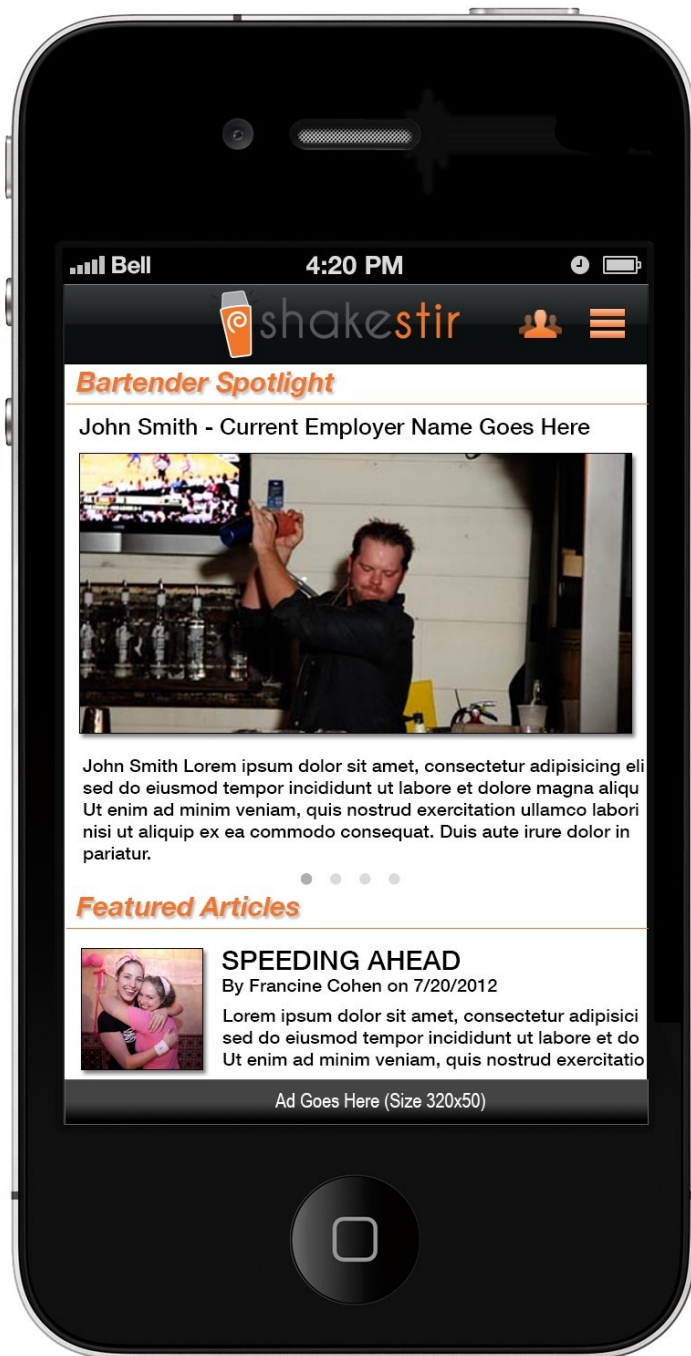 Bell
4:20 PM
shakestir
Bartender Spotlight
John Smith - Current Employer Name Goes Here
John Smith Lorem ipsum dolor sit amet, consectetur adipisicing eli
sed do eiusmod tempor incididunt ut labore et dolore magna aliqu
Ut enim ad minim veniam, quis nostrud exercitation ullamco labori
nisi ut aliquip ex ea commodo consequat. Duis aute irure dolor in
pariatur.
Featured Articles
SPEEDING AHEAD
By Francine Cohen on 7/20/2012
Lorem ipsum dolor sit amet, consectetur adipisici
sed do eiusmod tempor incididunt ut labore et do
Ut enim ad minim veniam, quis nostrud exercitatio
Ad Goes Here (Size 320x50)